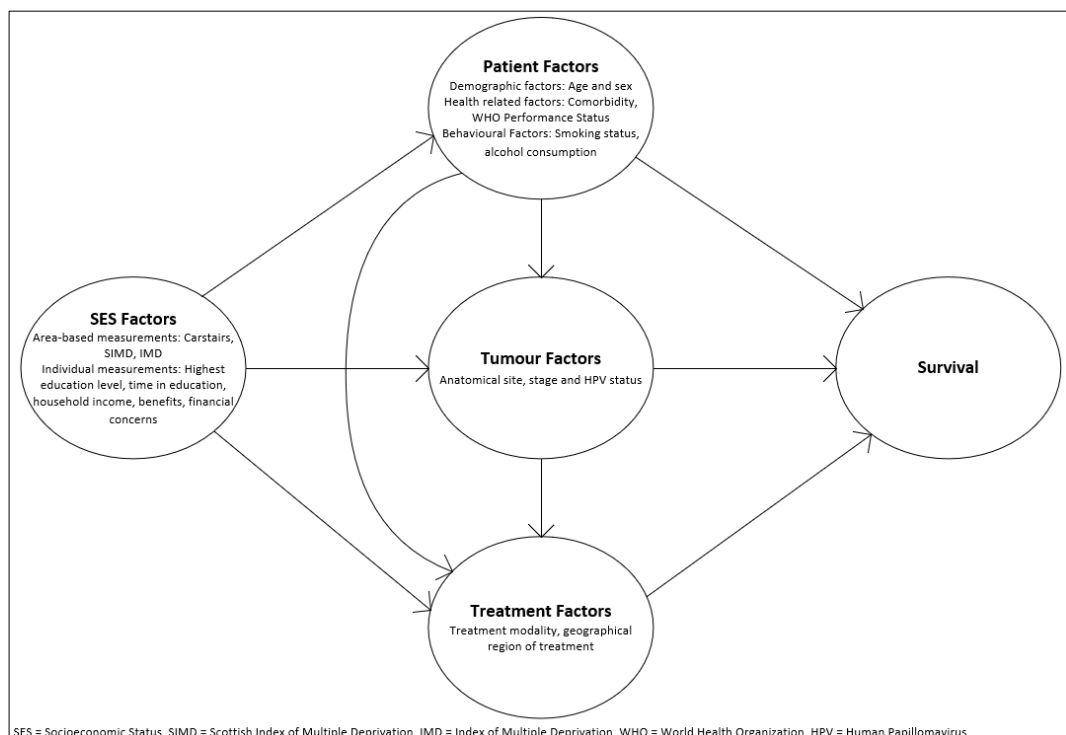 Patient Factors
Demographic factors: Age and sex
Health related factors: Comorbidity,
WHO Performance Status
Behavioural Factors: Smoking status,
alcohol consumption
SES Factors
Area-based measurements: Carstairs,
SIMD, IMD
Individual measurements: Highest
education level, time in education,
household income, benefits, financial
concerns
Tumour Factors
Anatomical site, stage and HPV status
Survival
Treatment Factors
Treatment modality, geographical
region of treatment
SES = Socioeconomic Status, SIMD = Scottish Index of Multiple Deprivation, IMD = Index of Multiple Deprivation, WHO = World Health Organization, HPV = Human Papillomavirus